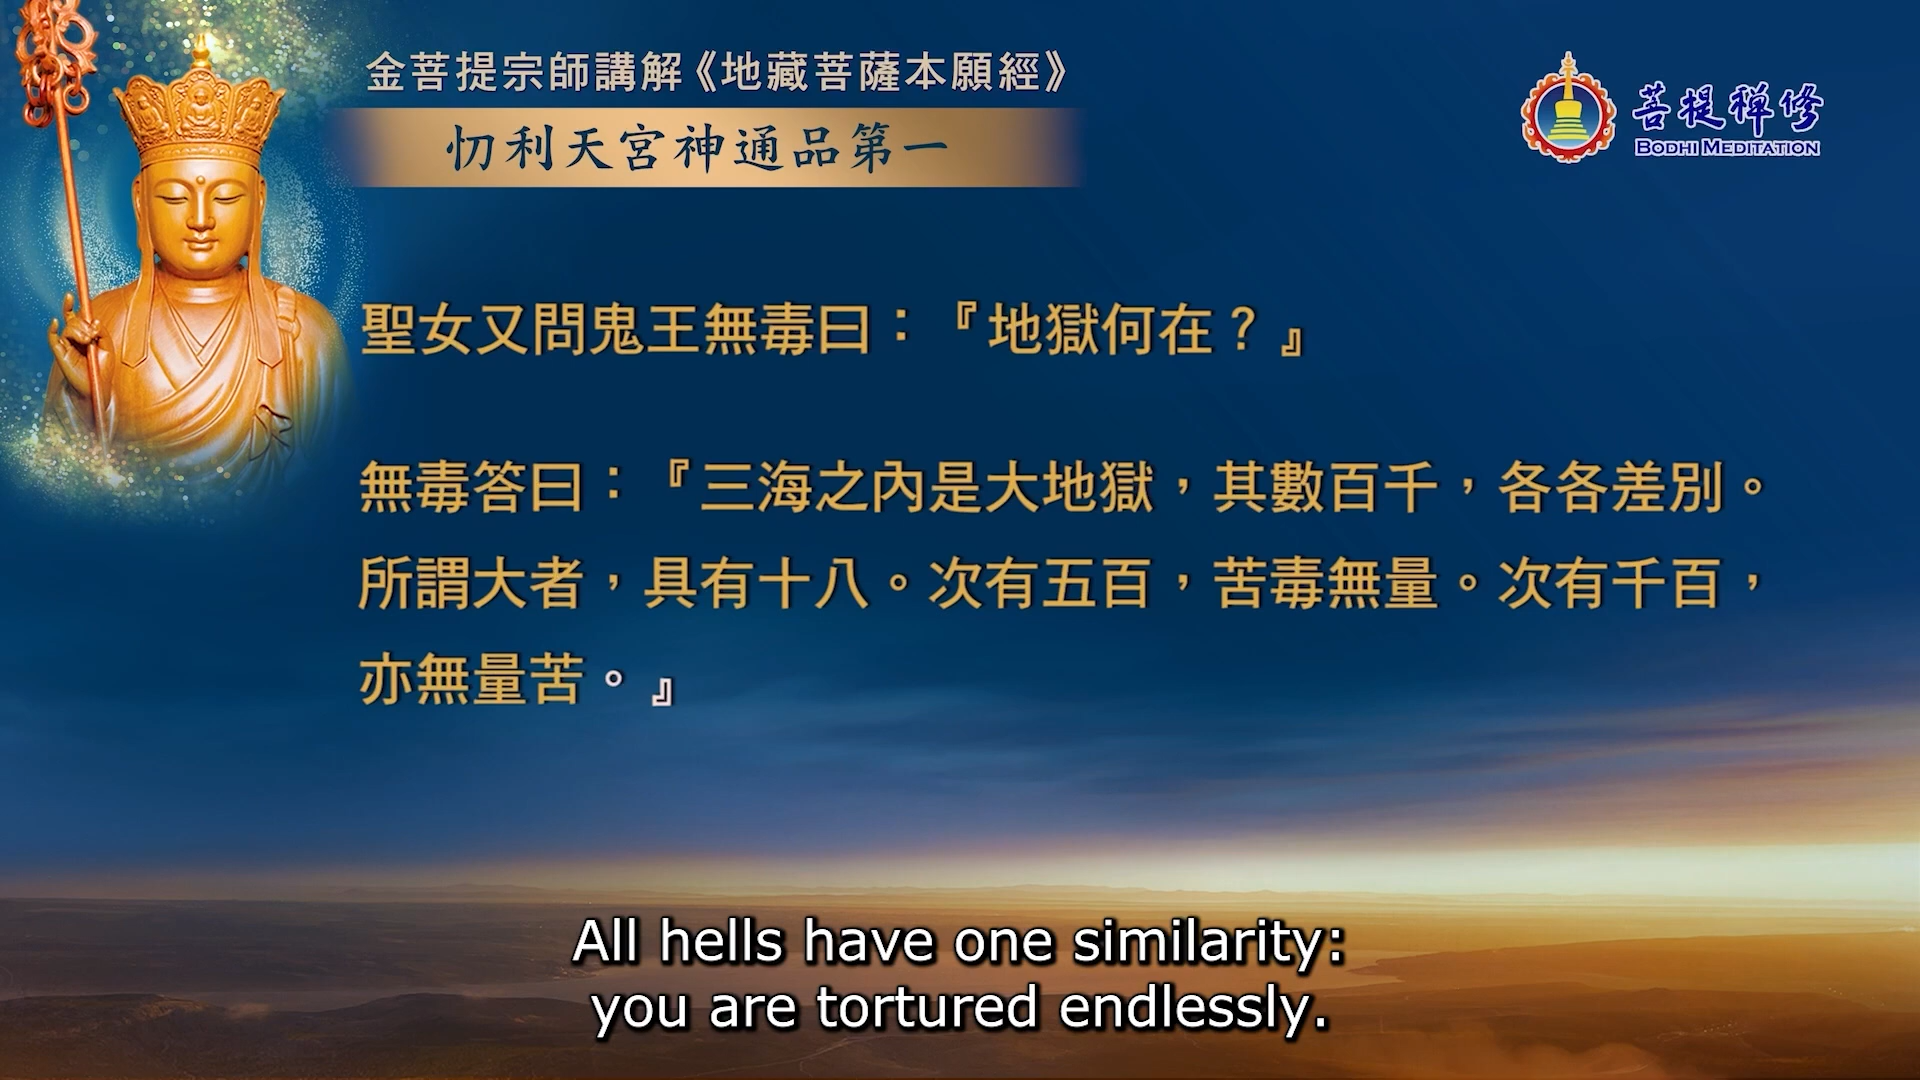 金菩提宗師講解《地藏菩薩本願經》
忉利天宮神通品第一
菩提禪修
BODHI MEDITATION
聖女又問鬼王無毒曰：『地獄何在？』
無毒答曰：『三海之內是大地獄，其數百千，各各差別。
所謂大者，具有十八。次有五百，苦毒無量。次有千百，
亦無量苦。』
All hells have one similarity:
you are tortured endlessly.